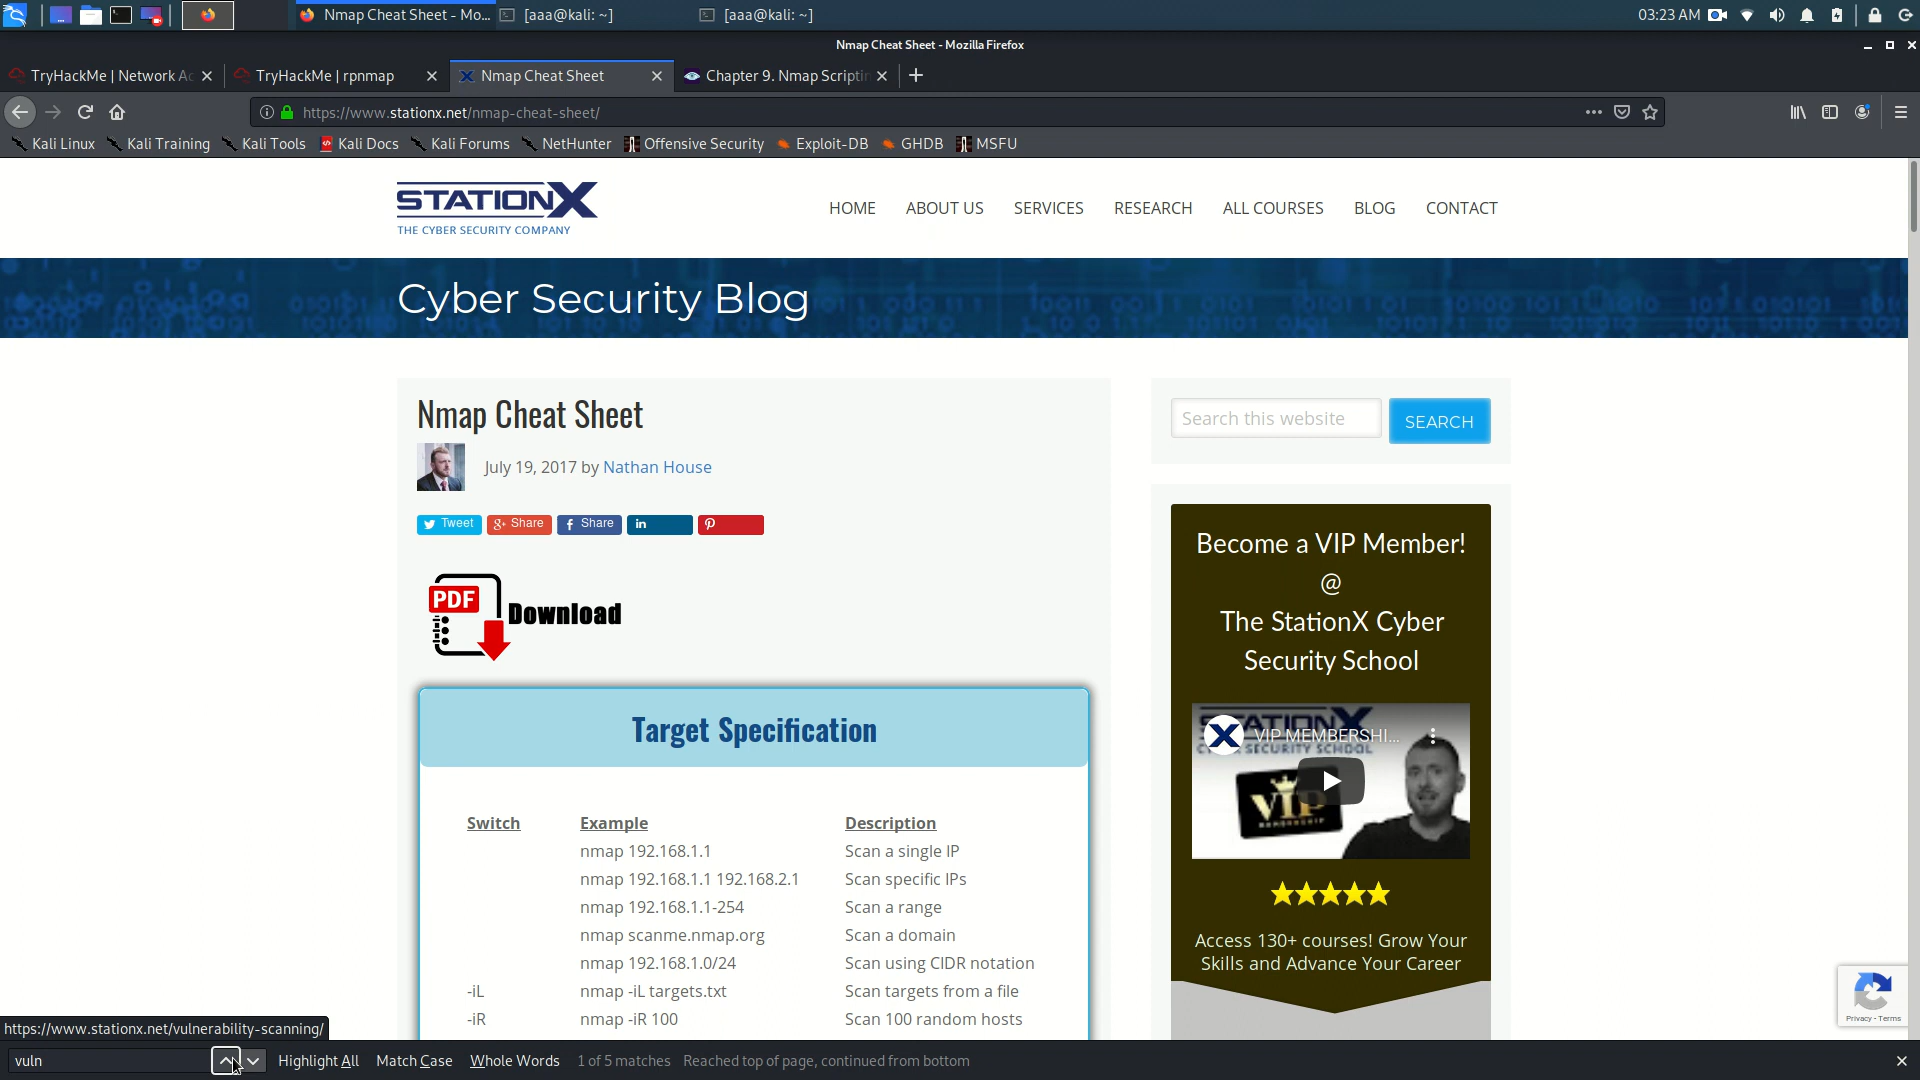 Nmap Cheat Sheet - Mo...
[aaa@kali: ~]
[aaa@kali: ~]
03:23 AM
Nmap Cheat Sheet - Mozilla Firefox
TryHackMe | Network Ac
TryHackMe | rpnmap
Nmap Cheat Sheet
Chapter 9. Nmap Scriptin
https://www.stationx.net/nmap-cheat-sheet/
Kali Linux
Kali Training
Kali Tools
Kali Docs
Kali Forums
NetHunter
Offensive Security
Exploit-DB
GHDB
MSFU
STATIONX
THE CYBER SECURITY COMPANY
HOME
ABOUT US
SERVICES
RESEARCH
ALL COURSES
BLOG
CONTACT
Cyber Security Blog
Nmap Cheat Sheet
July 19, 2017 by Nathan House
Tweet
Share
Share
in
PDF
Download
Target Specification
Switch Example Description
nmap 192.168.1.1 Scan a single IP
nmap 192.168.1.1 192.168.2.1 Scan specific IPs
nmap 192.168.1.1-254 Scan a range
nmap scanme.nmap.org Scan a domain
nmap 192.168.1.0/24 Scan using CIDR notation
-iL nmap -iL targets.txt Scan targets from a file
-iR nmap -iR 100 Scan 100 random hosts
Search this website
SEARCH
Become a VIP Member!
@
The StationX Cyber
Security School
VIP MEMBERSHI...
VIP
Access 130+ courses! Grow Your
Skills and Advance Your Career
Privacy - Terms
https://www.stationx.net/vulnerability-scanning/
vuln
Highlight All
Match Case
Whole Words
1 of 5 matches
Reached top of page, continued from bottom